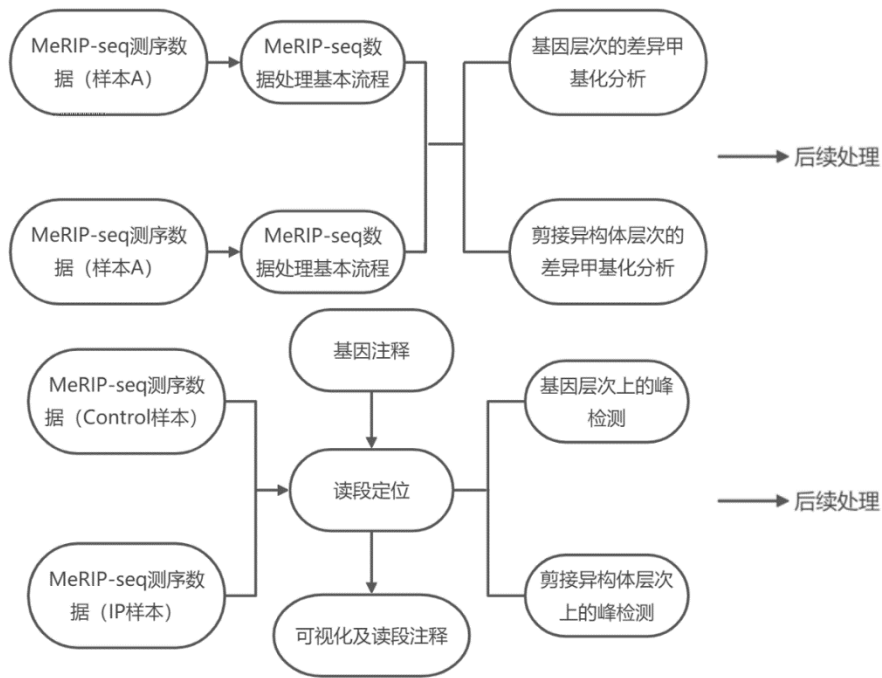 MeRIP-seq测序数
据（样本A）
MeRIP-seq数
据处理基本流程
基因层次的差异甲
基化分析
后续处理
MeRIP-seq测序数
据（样本A）
MeRIP-seq数
据处理基本流程
剪接异构体层次的
差异甲基化分析
基因注释
MeRIP-seq测序数
据（Control样本）
基因层次上的峰
检测
读段定位
后续处理
MeRIP-seq测序数
据（IP样本）
剪接异构体层次
上的峰检测
可视化及读段注释